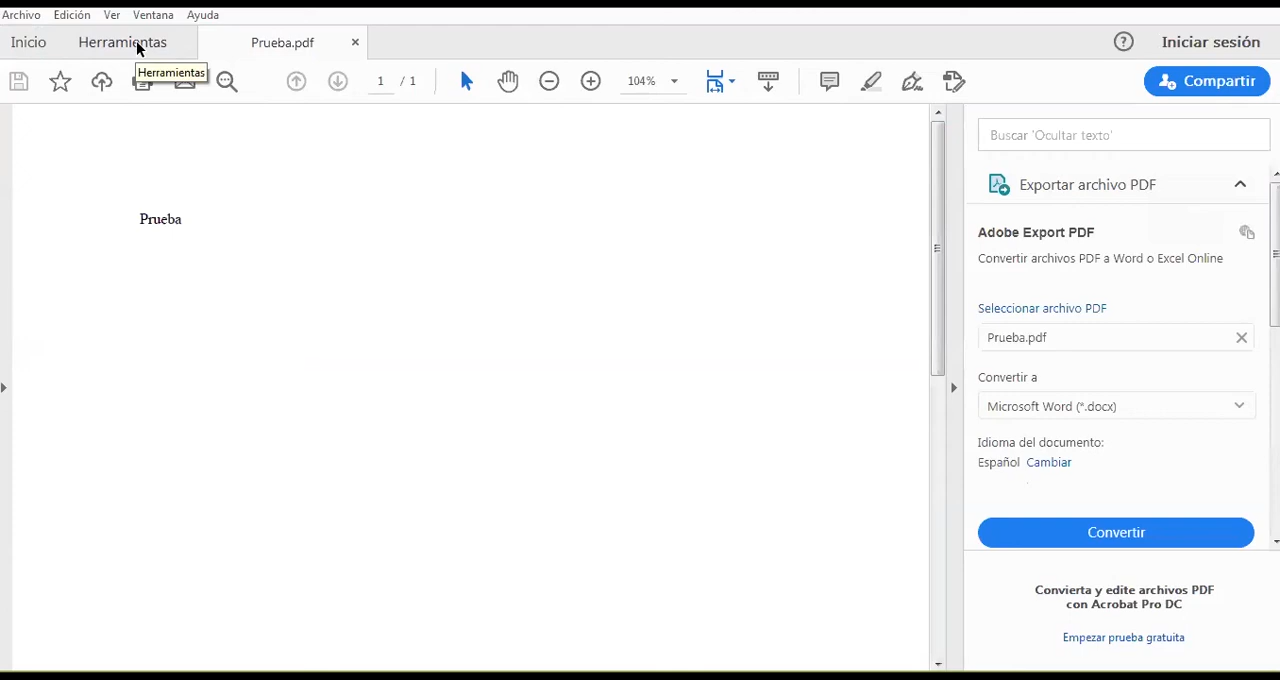 Archivo Edición Ver Ventana Ayuda
Inicio Herramientas Prueba.pdf Iniciar sesión
Herramientas
1 / 1 104% Compartir
Buscar 'Ocultar texto'
Exportar archivo PDF
Prueba
Adobe Export PDF
Convertir archivos PDF a Word o Excel Online
Seleccionar archivo PDF
Prueba.pdf
Convertir a
Microsoft Word (*.docx)
Idioma del documento:
Español Cambiar
Convertir
Convierta y edite archivos PDF
con Acrobat Pro DC
Empezar prueba gratuita